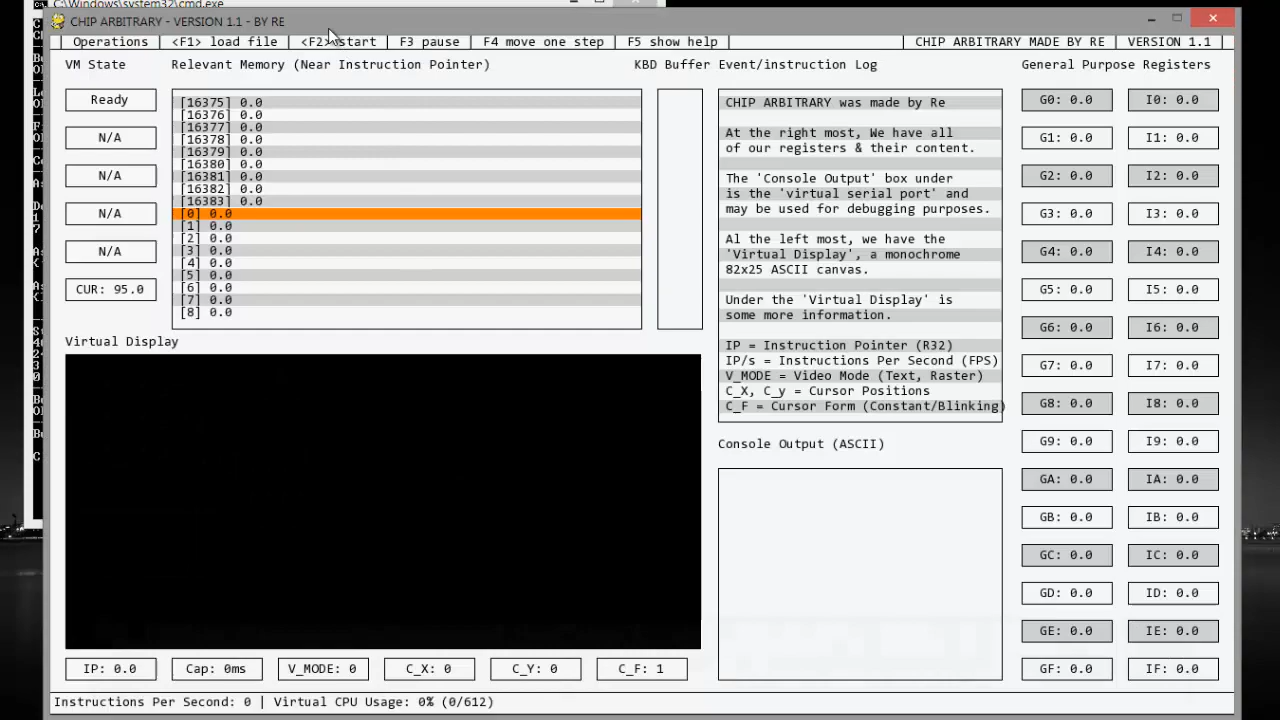 C:\Windows\system32\cmd.exe
CHIP ARBITRARY - VERSION 1.1 - BY RE
Operations
<F1> load file
<F2> start
F3 pause
F4 move one step
F5 show help
CHIP ARBITRARY MADE BY RE
VERSION 1.1
VM State
Relevant Memory (Near Instruction Pointer)
KBD Buffer
Event/instruction Log
General Purpose Registers
Ready
N/A
N/A
N/A
N/A
CUR: 95.0
[16375] 0.0
[16376] 0.0
[16377] 0.0
[16378] 0.0
[16379] 0.0
[16380] 0.0
[16381] 0.0
[16382] 0.0
[16383] 0.0
[0] 0.0
[1] 0.0
[2] 0.0
[3] 0.0
[4] 0.0
[5] 0.0
[6] 0.0
[7] 0.0
[8] 0.0
CHIP ARBITRARY was made by Re
At the right most, We have all
of our registers & their content.
The 'Console Output' box under
is the 'virtual serial port' and
may be used for debugging purposes.
Al the left most, we have the
'Virtual Display', a monochrome
82x25 ASCII canvas.
Under the 'Virtual Display' is
some more information.
IP = Instruction Pointer (R32)
IP/s = Instructions Per Second (FPS)
V_MODE = Video Mode (Text, Raster)
C_X, C_y = Cursor Positions
C_F = Cursor Form (Constant/Blinking)
G0: 0.0
I0: 0.0
G1: 0.0
I1: 0.0
G2: 0.0
I2: 0.0
G3: 0.0
I3: 0.0
G4: 0.0
I4: 0.0
G5: 0.0
I5: 0.0
G6: 0.0
I6: 0.0
G7: 0.0
I7: 0.0
G8: 0.0
I8: 0.0
G9: 0.0
I9: 0.0
GA: 0.0
IA: 0.0
GB: 0.0
IB: 0.0
GC: 0.0
IC: 0.0
GD: 0.0
ID: 0.0
GE: 0.0
IE: 0.0
GF: 0.0
IF: 0.0
Virtual Display
Console Output (ASCII)
IP: 0.0
Cap: 0ms
V_MODE: 0
C_X: 0
C_Y: 0
C_F: 1
Instructions Per Second: 0 | Virtual CPU Usage: 0% (0/612)